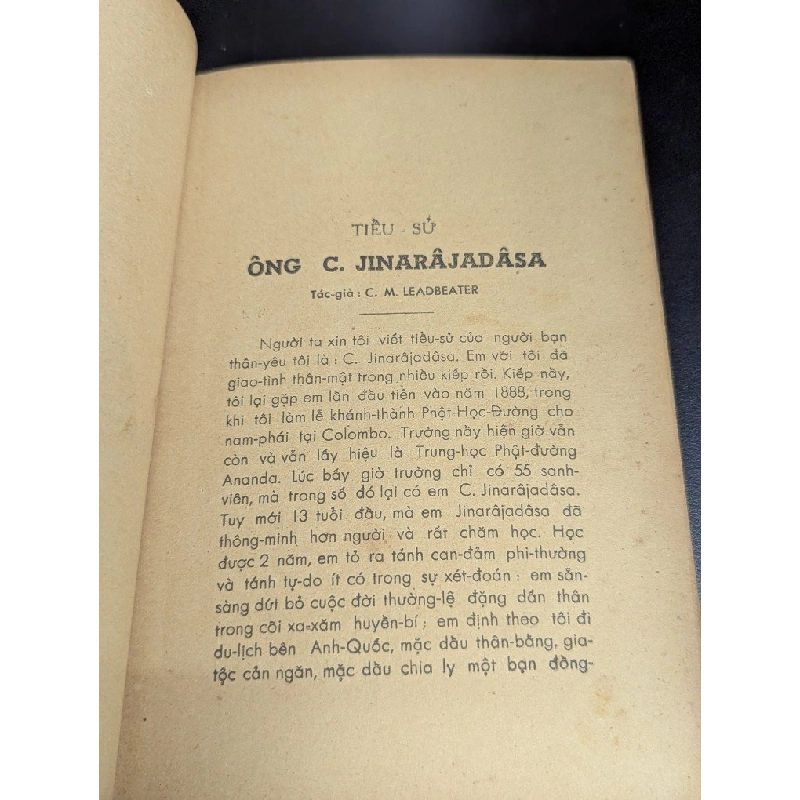 TIỀU - SỬ
ÔNG C. JINARÂJADÂSA
Tác-giả : C. M. LEADBEATER
Người ta xin tôi viết tiều-sử của người bạn
thân-yêu tôi là : C. Jinarâjadâsa. Em với tôi đã
giao-tình thân-mật trong nhiều kiếp rồi. Kiếp nầy,
tôi lại gặp em lần đầu tiên vào năm 1888, trong
khi tôi làm lễ khánh-thành Phật-Học-Đường cho
nam-phái tại Colombo. Trường nầy hiện giờ vẫn
còn và vẫn lấy hiệu là Trung-học Phật-đường
Ananda. Lúc bấy giờ trường chỉ có 55 sanh-
viên, mà trong số đó lại có em C. Jinarâjadâsa.
Tuy mới 13 tuổi đầu, mà em Jinarâjadâsa đã
thông-minh hơn người và rất chăm học. Học
được 2 năm, em tỏ ra tánh can-đảm phi-thường
và tánh tự-do ít có trong sự xét-đoán : em sẵn-
sàng dứt bỏ cuộc đời thường-lệ đặng dấn thân
trong cõi xa-xăm huyền-bí ; em định theo tôi đi
du-lịch bên Anh-Quốc, mặc dầu thân-bằng, gia-
tộc cản ngăn, mặc dầu chia ly một bạn đồng-